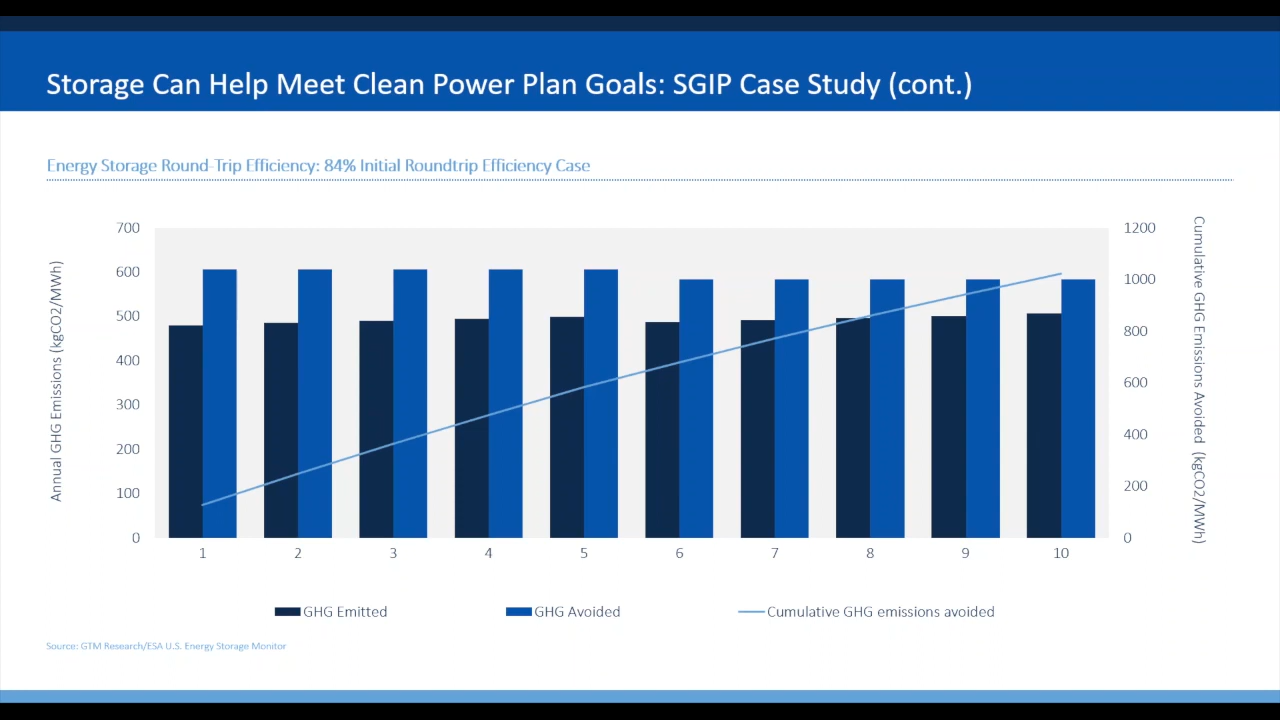 Storage Can Help Meet Clean Power Plan Goals: SGIP Case Study (cont.)
Energy Storage Round-Trip Efficiency: 84% Initial Roundtrip Efficiency Case
Annual GHG Emissions (kgCO2/MWh)
700
600
500
400
300
200
100
0
1 2 3 4 5 6 7 8 9 10
1200
1000
800
600
400
200
0
Cumulative GHG Emissions Avoided (kgCO2/MWh)
GHG Emitted GHG Avoided Cumulative GHG emissions avoided
Source: GTM Research/ESA U.S. Energy Storage Monitor